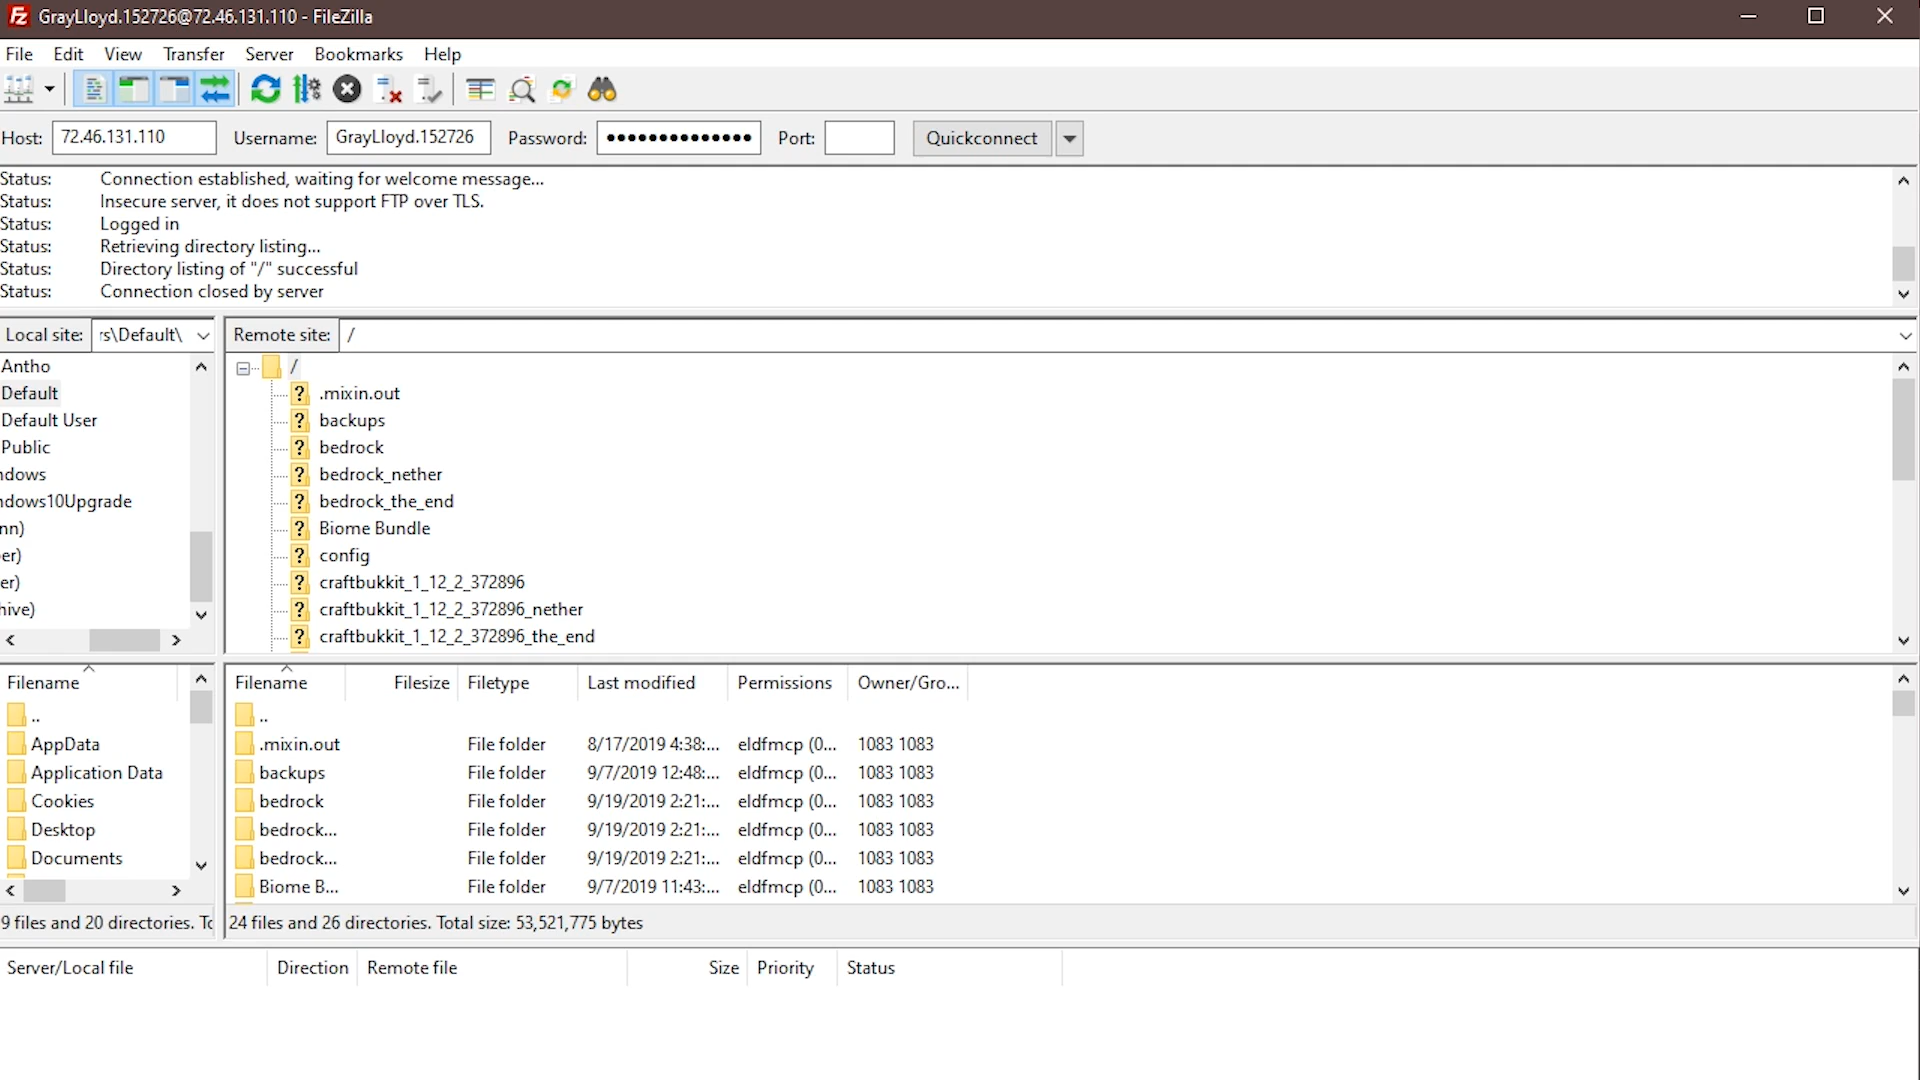 GrayLloyd.152726@72.46.131.110 - FileZilla
File Edit View Transfer Server Bookmarks Help
Host: 72.46.131.110 Username: GrayLloyd.152726 Password: ●●●●●●●●●●●●●● Port: Quickconnect
Status: Connection established, waiting for welcome message...
Status: Insecure server, it does not support FTP over TLS.
Status: Logged in
Status: Retrieving directory listing...
Status: Directory listing of "/" successful
Status: Connection closed by server
Local site: rs\Default\
Antho
Default
Default User
Public
ndows
ndows10Upgrade
nn)
er)
er)
hive)
Remote site: /
/
.mixin.out
backups
bedrock
bedrock_nether
bedrock_the_end
Biome Bundle
config
craftbukkit_1_12_2_372896
craftbukkit_1_12_2_372896_nether
craftbukkit_1_12_2_372896_the_end
Filename
..
AppData
Application Data
Cookies
Desktop
Documents
9 files and 20 directories. To
Filename Filesize Filetype Last modified Permissions Owner/Gro...
..
.mixin.out File folder 8/17/2019 4:38:... eldfmcp (0... 1083 1083
backups File folder 9/7/2019 12:48:... eldfmcp (0... 1083 1083
bedrock File folder 9/19/2019 2:21:... eldfmcp (0... 1083 1083
bedrock... File folder 9/19/2019 2:21:... eldfmcp (0... 1083 1083
bedrock... File folder 9/19/2019 2:21:... eldfmcp (0... 1083 1083
Biome B... File folder 9/7/2019 11:43:... eldfmcp (0... 1083 1083
24 files and 26 directories. Total size: 53,521,775 bytes
Server/Local file Direction Remote file Size Priority Status